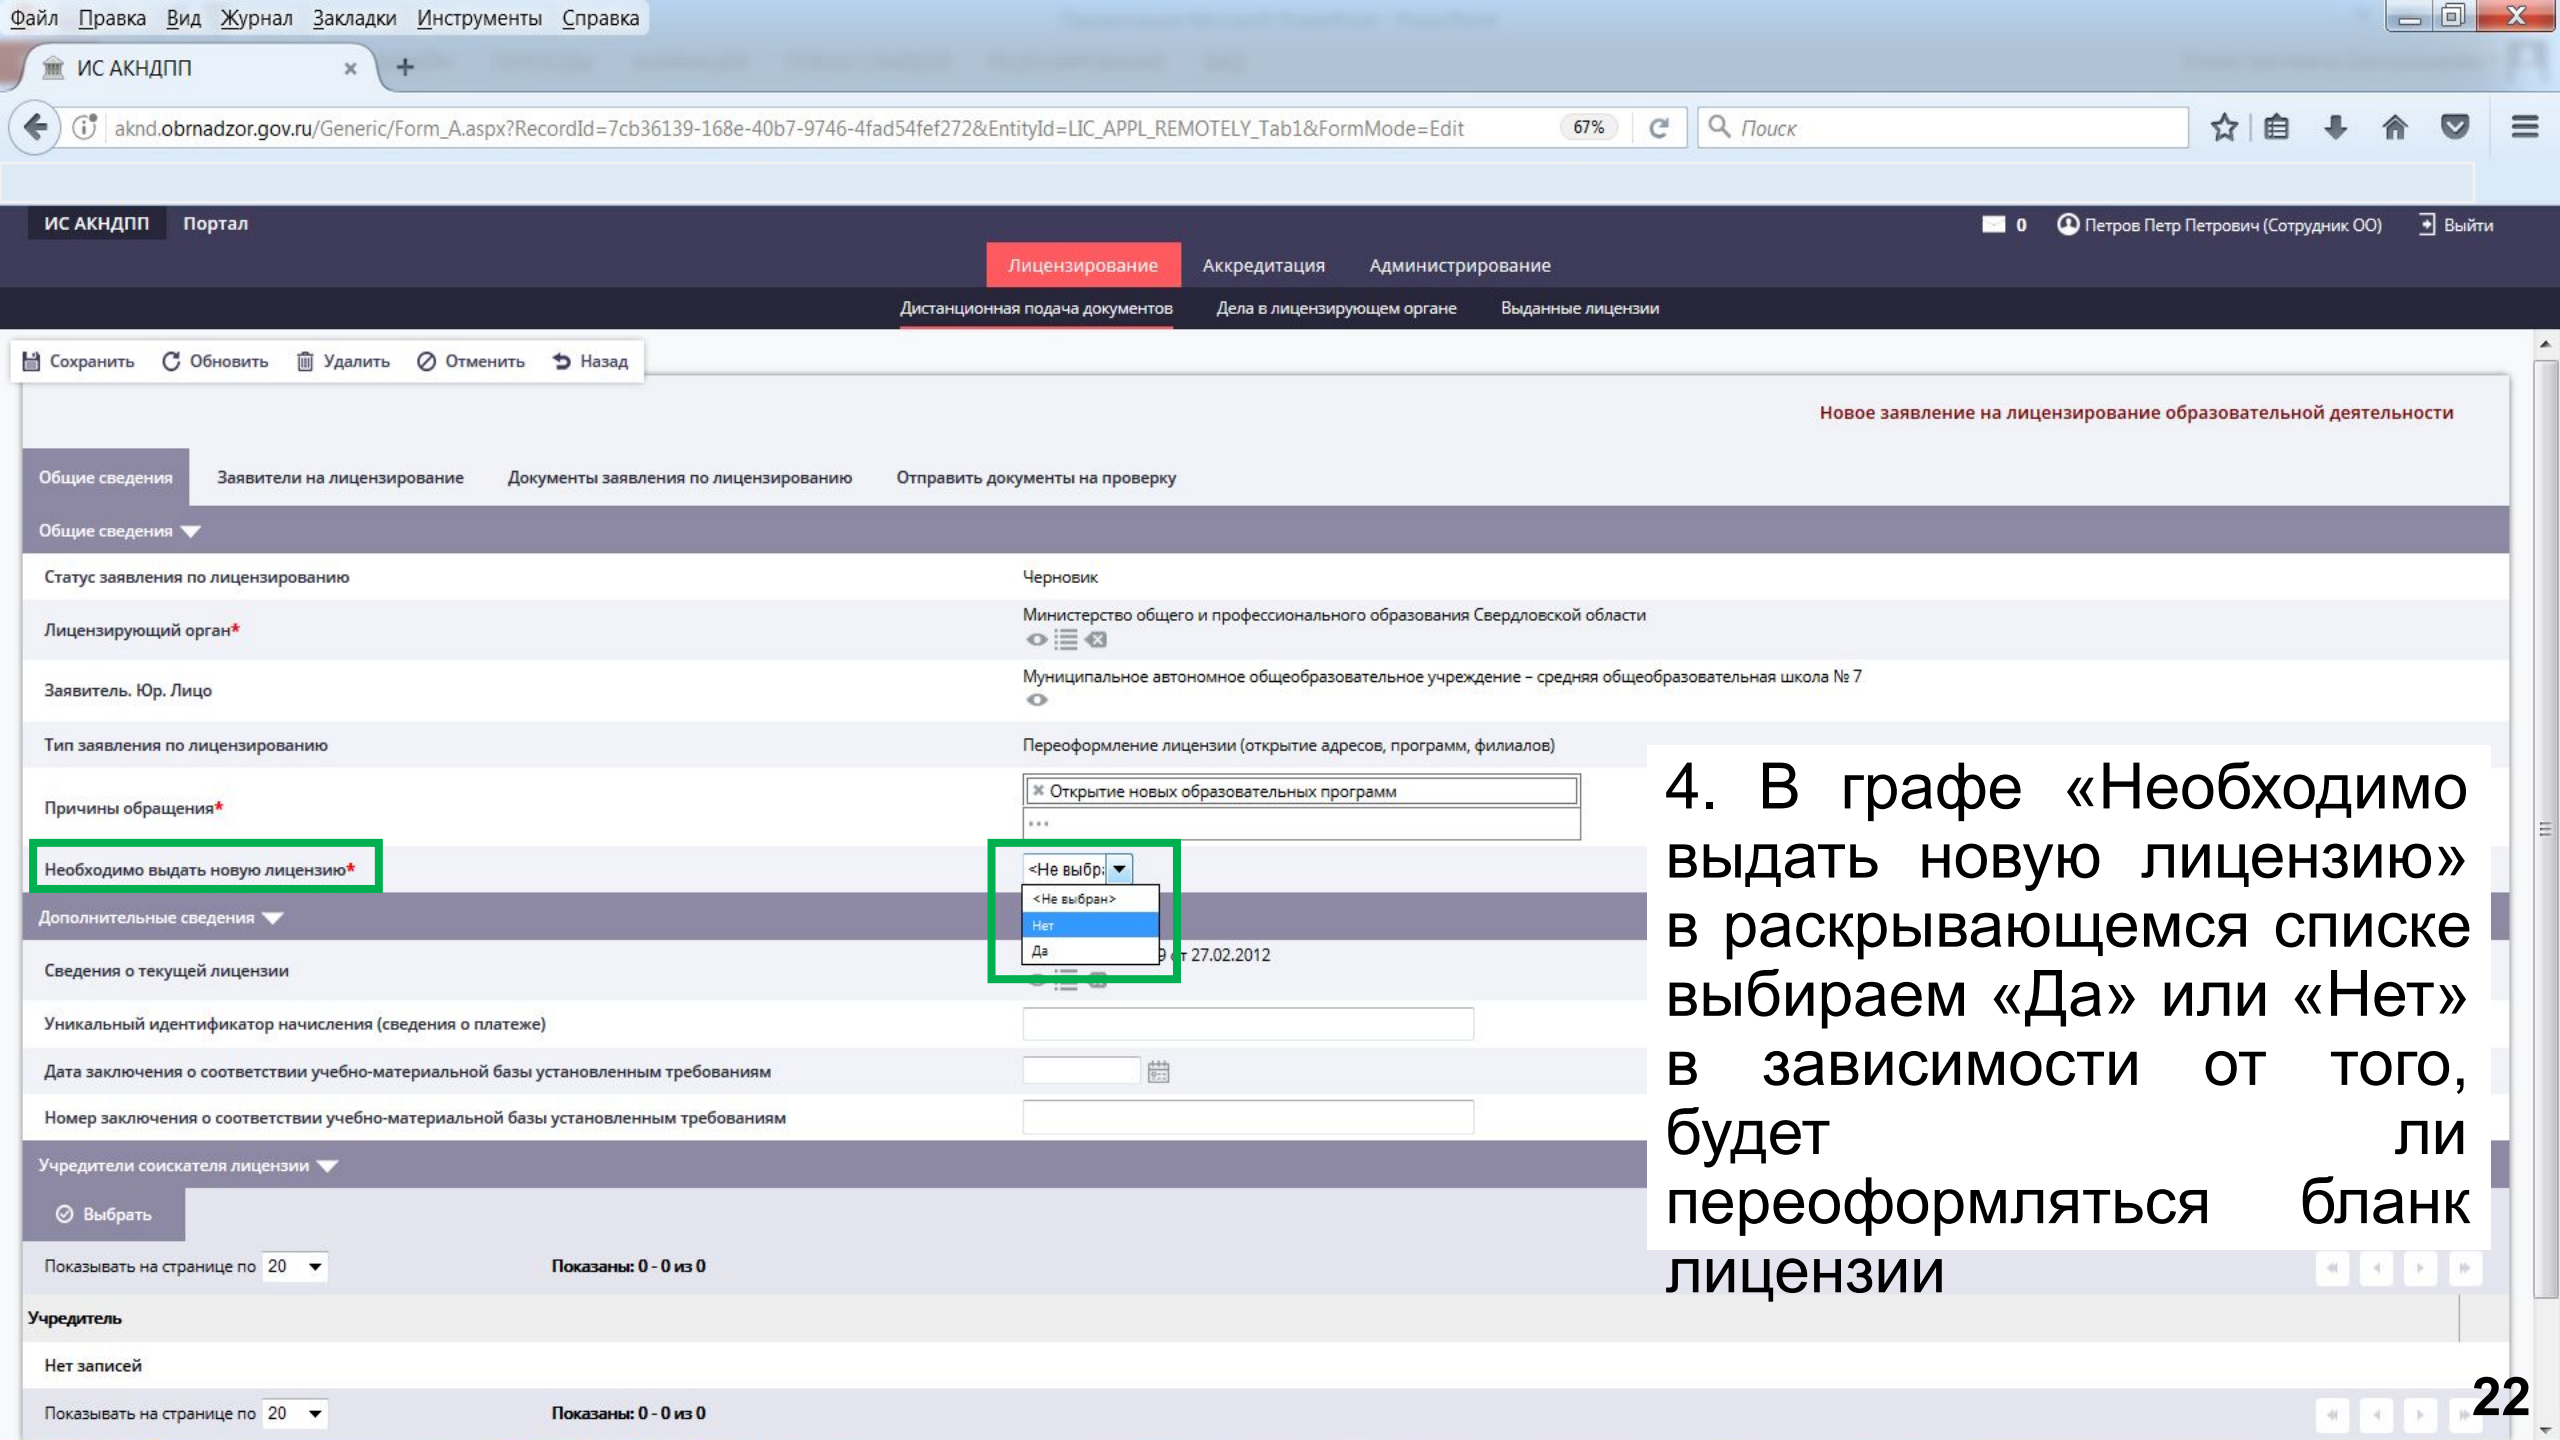 Файл Правка Вид Журнал Закладки Инструменты Справка
ИС АКНДПП
aknd.obrnadzor.gov.ru/Generic/Form_A.aspx?RecordId=7cb36139-168e-40b7-9746-4fad54fef272&EntityId=LIC_APPL_REMOTELY_Tab1&FormMode=Edit 67% Поиск
ИС АКНДПП Портал 0 Петров Петр Петрович (Сотрудник ОО) Выйти
Лицензирование Аккредитация Администрирование
Дистанционная подача документов Дела в лицензирующем органе Выданные лицензии
Сохранить Обновить Удалить Отменить Назад
Новое заявление на лицензирование образовательной деятельности
Общие сведения Заявители на лицензирование Документы заявления по лицензированию Отправить документы на проверку
Общие сведения
Статус заявления по лицензированию Черновик
Лицензирующий орган* Министерство общего и профессионального образования Свердловской области
Заявитель. Юр. Лицо Муниципальное автономное общеобразовательное учреждение – средняя общеобразовательная школа № 7
Тип заявления по лицензированию Переоформление лицензии (открытие адресов, программ, филиалов)
Причины обращения* Открытие новых образовательных программ
...
Необходимо выдать новую лицензию* <Не выбр
<Не выбран>
Нет
Да
Дополнительные сведения
Сведения о текущей лицензии 9 от 27.02.2012
Уникальный идентификатор начисления (сведения о платеже)
Дата заключения о соответствии учебно-материальной базы установленным требованиям
Номер заключения о соответствии учебно-материальной базы установленным требованиям
Учредители соискателя лицензии
Выбрать
Показывать на странице по 20 Показаны: 0 - 0 из 0
Учредитель
Нет записей
Показывать на странице по 20 Показаны: 0 - 0 из 0
4. В графе «Необходимо
выдать новую лицензию»
в раскрывающемся списке
выбираем «Да» или «Нет»
в зависимости от того,
будет ли
переоформляться бланк
лицензии
22